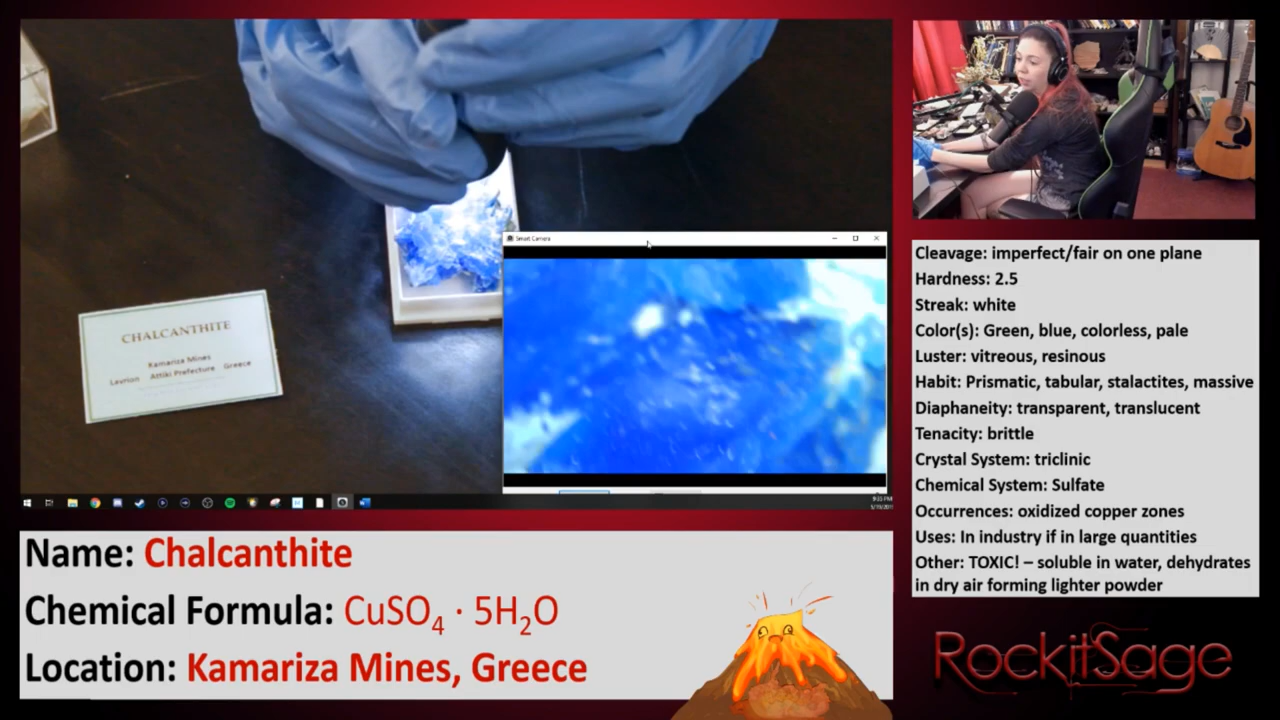 CHALCANTHITE
Kamariza Mines
Lavrion Attiki Prefecture Greece
Smart Camera
Name: Chalcanthite
Chemical Formula: CuSO₄ · 5H₂O
Location: Kamariza Mines, Greece
Cleavage: imperfect/fair on one plane
Hardness: 2.5
Streak: white
Color(s): Green, blue, colorless, pale
Luster: vitreous, resinous
Habit: Prismatic, tabular, stalactites, massive
Diaphaneity: transparent, translucent
Tenacity: brittle
Crystal System: triclinic
Chemical System: Sulfate
Occurrences: oxidized copper zones
Uses: In industry if in large quantities
Other: TOXIC! – soluble in water, dehydrates
in dry air forming lighter powder
RockitSage